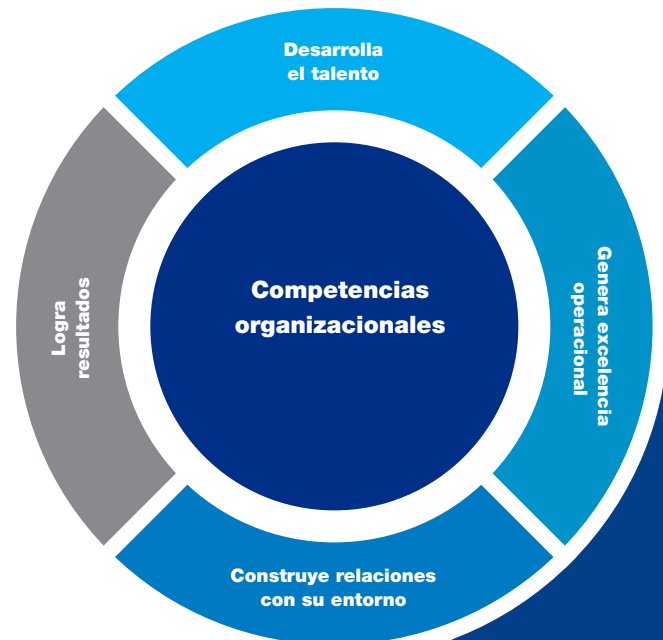 Desarrolla
el talento
Genera excelencia
operacional
Competencias
organizacionales
Logra
resultados
Construye relaciones
con su entorno